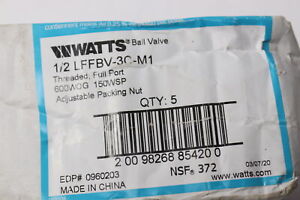 WATTS® Ball Valve
1/2 LFFBV-3C-M1
Threaded, Full Port
600WOG 150WSP
Adjustable Packing Nut
QTY: 5
2 00 98268 85420 0
EDP# 0960203
NSF® 372
03/07/20
MADE IN CHINA
www.watts.com